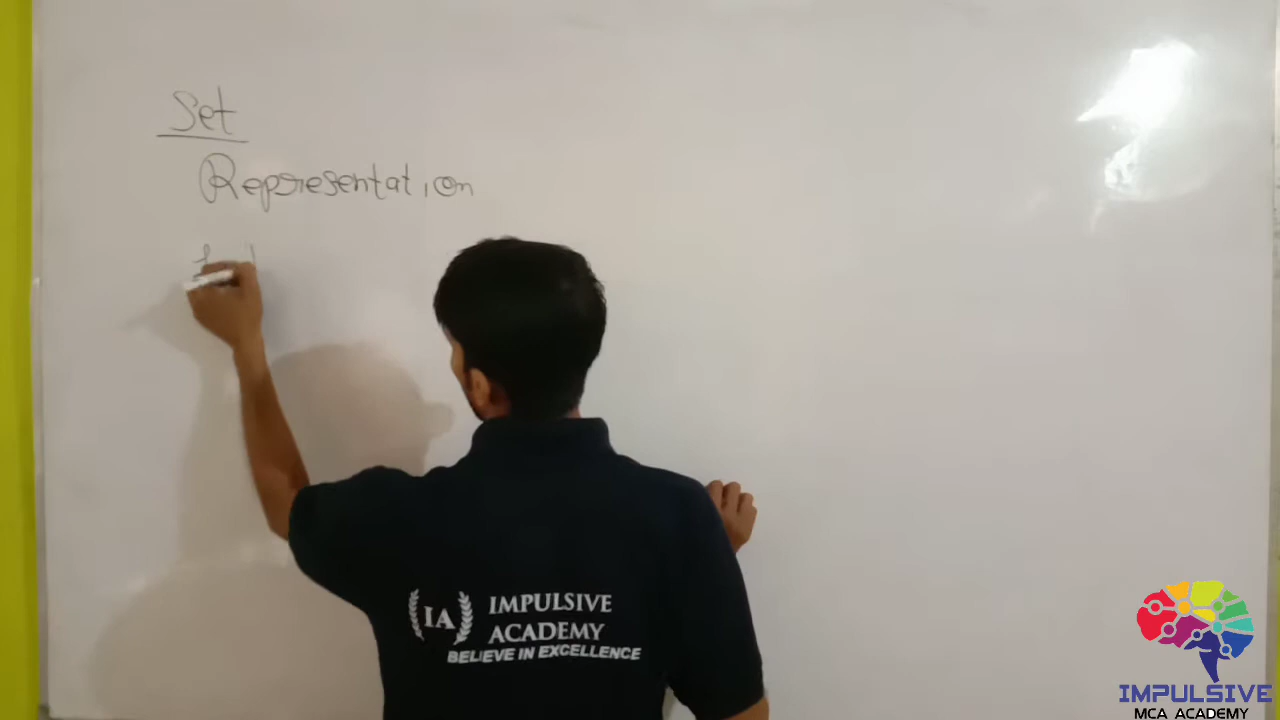 Set
Representation
IA
IMPULSIVE
ACADEMY
BELIEVE IN EXCELLENCE
IMPULSIVE
MCA ACADEMY